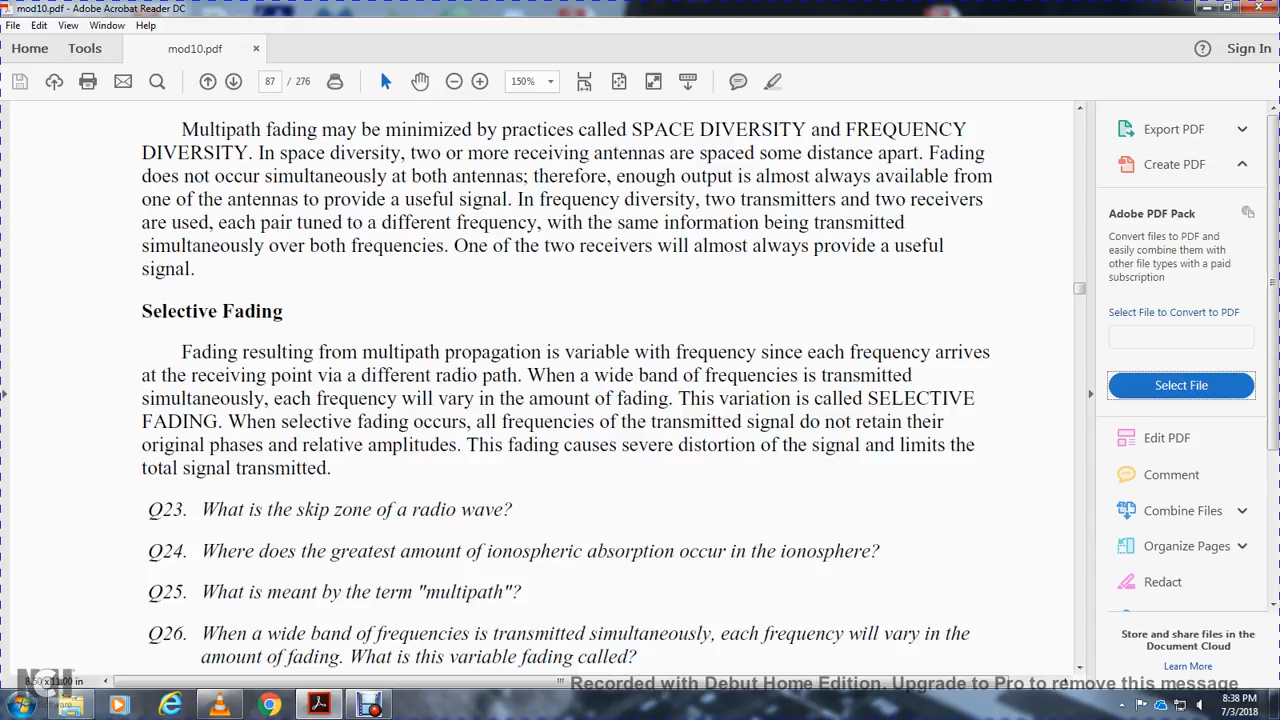 mod10.pdf - Adobe Acrobat Reader DC
File Edit View Window Help
Home Tools mod10.pdf × ? Sign In
87 / 276 150%
Multipath fading may be minimized by practices called SPACE DIVERSITY and FREQUENCY
DIVERSITY. In space diversity, two or more receiving antennas are spaced some distance apart. Fading
does not occur simultaneously at both antennas; therefore, enough output is almost always available from
one of the antennas to provide a useful signal. In frequency diversity, two transmitters and two receivers
are used, each pair tuned to a different frequency, with the same information being transmitted
simultaneously over both frequencies. One of the two receivers will almost always provide a useful
signal.
Selective Fading
Fading resulting from multipath propagation is variable with frequency since each frequency arrives
at the receiving point via a different radio path. When a wide band of frequencies is transmitted
simultaneously, each frequency will vary in the amount of fading. This variation is called SELECTIVE
FADING. When selective fading occurs, all frequencies of the transmitted signal do not retain their
original phases and relative amplitudes. This fading causes severe distortion of the signal and limits the
total signal transmitted.
Q23. What is the skip zone of a radio wave?
Q24. Where does the greatest amount of ionospheric absorption occur in the ionosphere?
Q25. What is meant by the term "multipath"?
Q26. When a wide band of frequencies is transmitted simultaneously, each frequency will vary in the
amount of fading. What is this variable fading called?
Export PDF
Create PDF
Adobe PDF Pack
Convert files to PDF and
easily combine them with
other file types with a paid
subscription
Select File to Convert to PDF
Select File
Edit PDF
Comment
Combine Files
Organize Pages
Redact
Store and share files in the
Document Cloud
Learn More
8.50 x 11.00 in
Recorded with Debut Home Edition. Upgrade to Pro to remove this message
8:38 PM
7/3/2018